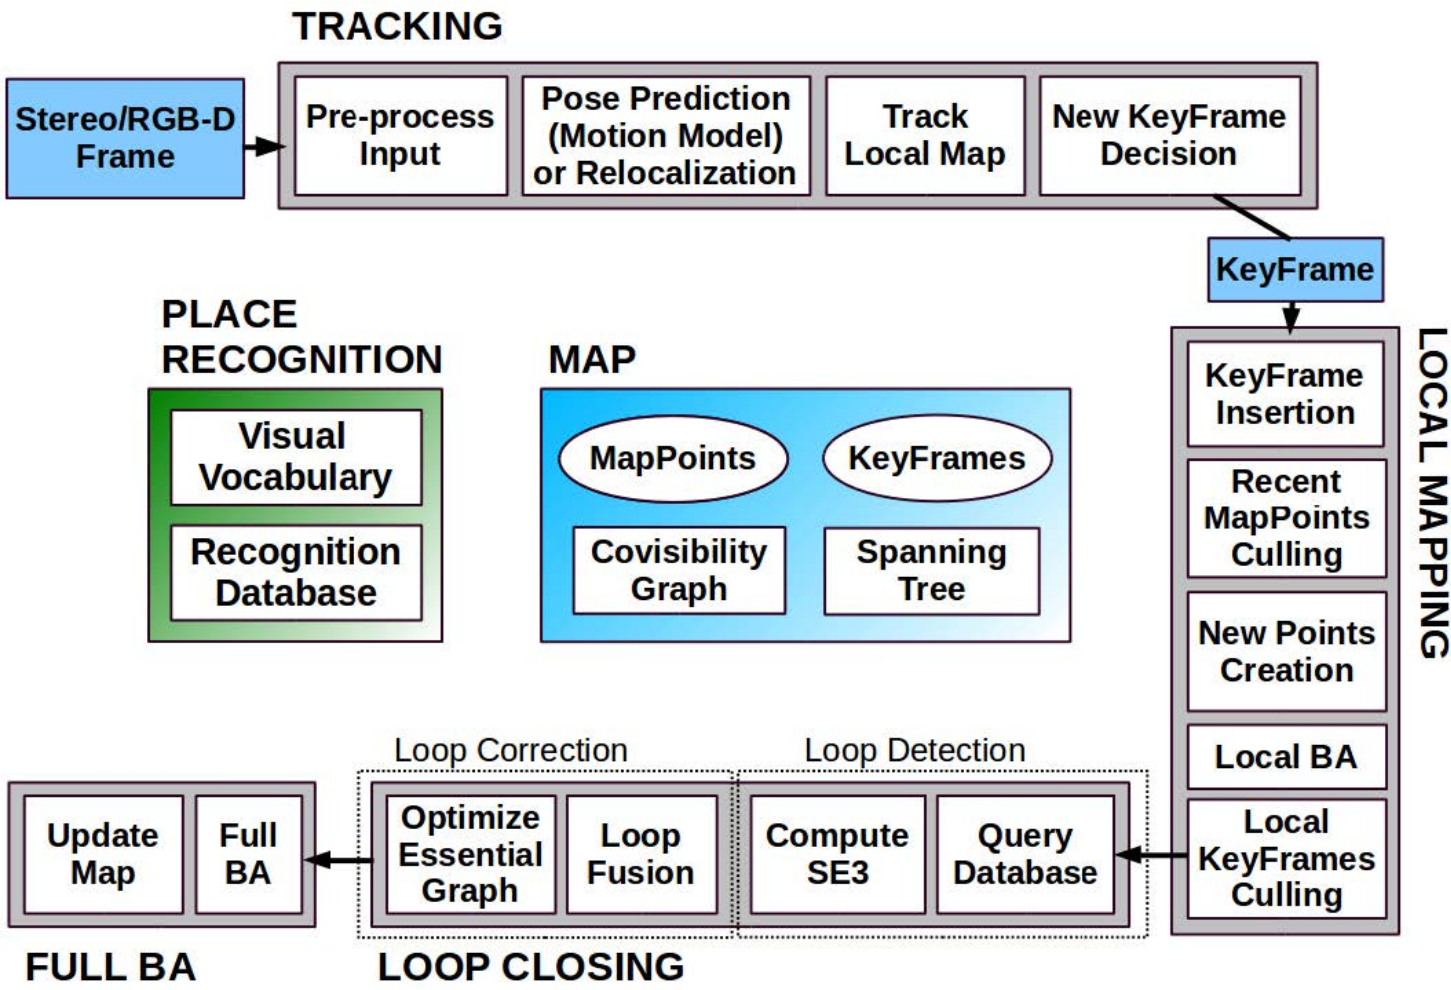 TRACKING
Stereo/RGB-D
Frame
Pre-process
Input
Pose Prediction
(Motion Model)
or Relocalization
Track
Local Map
New KeyFrame
Decision
KeyFrame
PLACE
RECOGNITION
Visual
Vocabulary
Recognition
Database
MAP
MapPoints
KeyFrames
Covisibility
Graph
Spanning
Tree
LOCAL MAPPING
KeyFrame
Insertion
Recent
MapPoints
Culling
New Points
Creation
Local BA
Local
KeyFrames
Culling
Loop Correction
Loop Detection
Update
Map
Full
BA
Optimize
Essential
Graph
Loop
Fusion
Compute
SE3
Query
Database
FULL BA
LOOP CLOSING